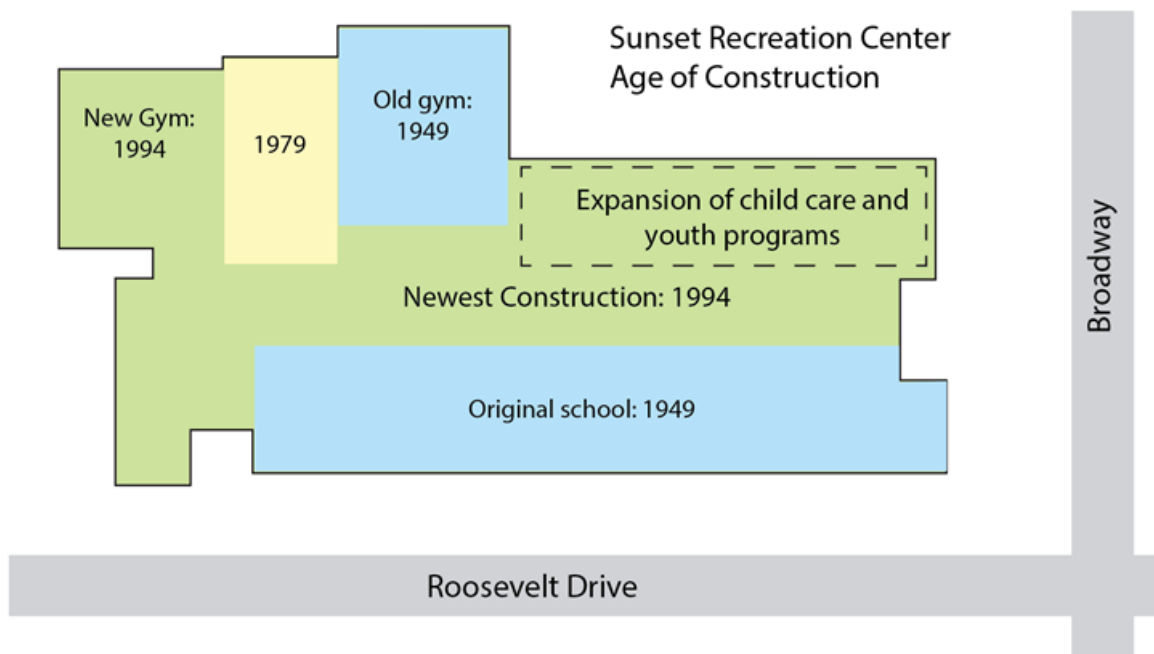 Sunset Recreation Center
Age of Construction
New Gym:
1994
1979
Old gym:
1949
Expansion of child care and
youth programs
Newest Construction: 1994
Original school: 1949
Broadway
Roosevelt Drive